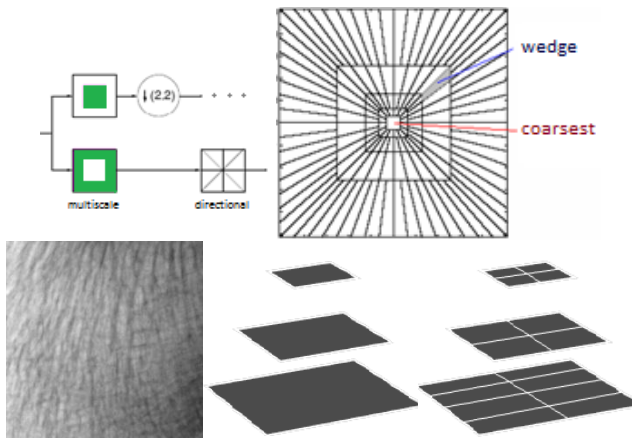 wedge
↓(2,2)
coarsest
multiscale
directional